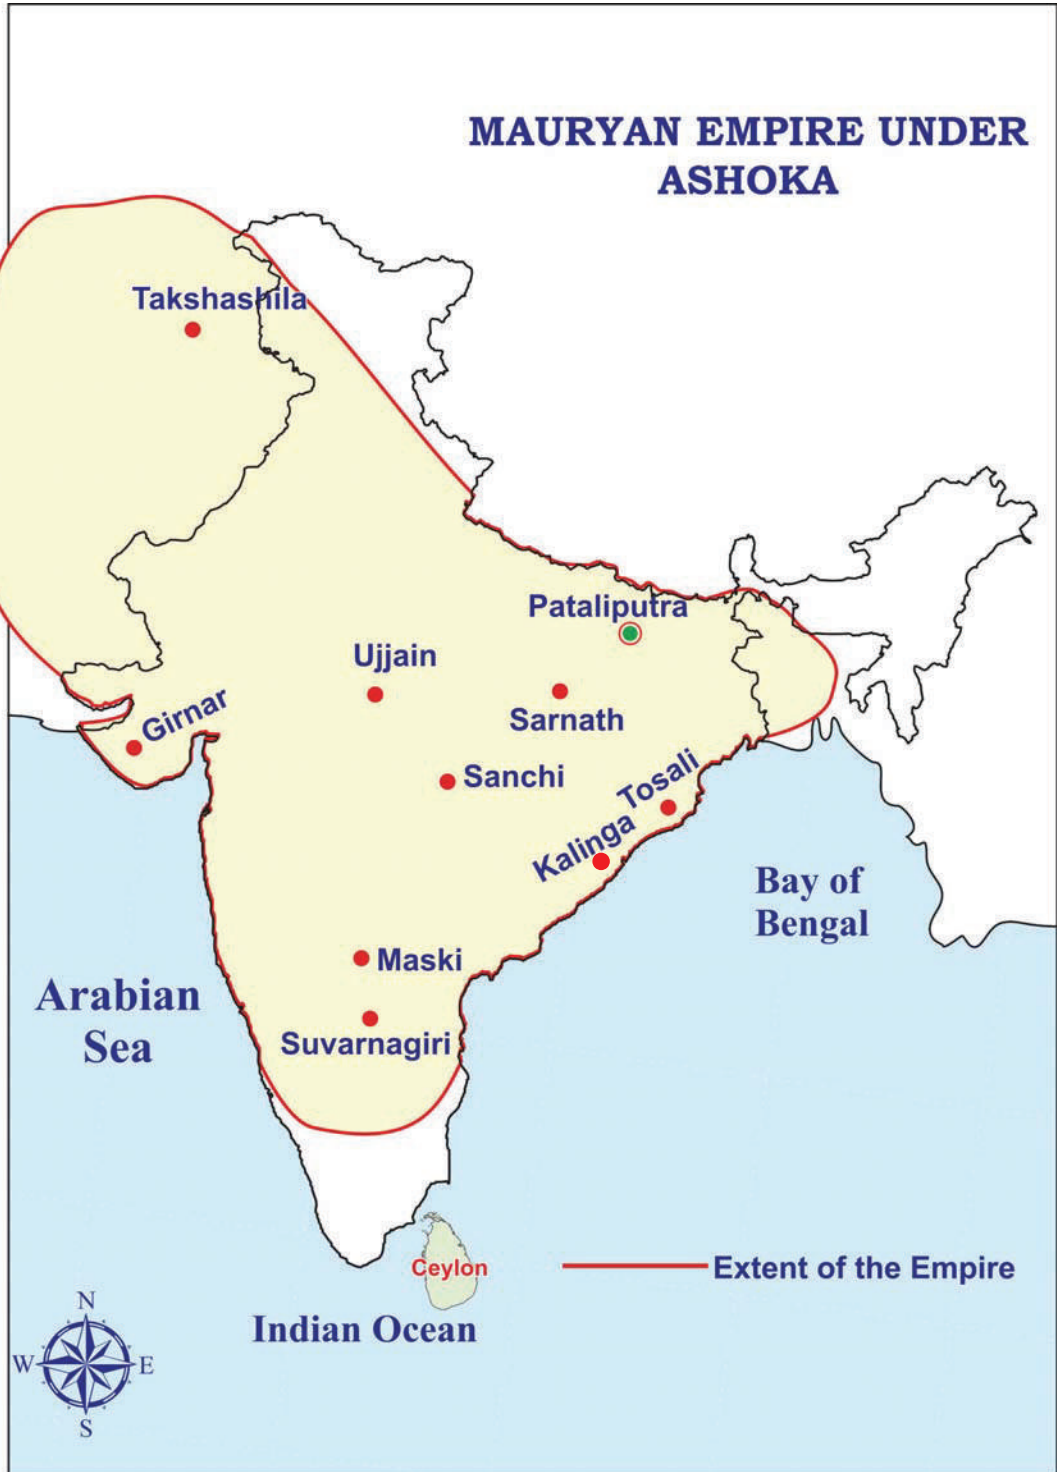 MAURYAN EMPIRE UNDER
ASHOKA
Takshashila
Pataliputra
Ujjain
Girnar
Sarnath
Sanchi
Tosali
Kalinga
Bay of
Bengal
Maski
Arabian
Sea
Suvarnagiri
Ceylon
Extent of the Empire
Indian Ocean
N
W
E
S